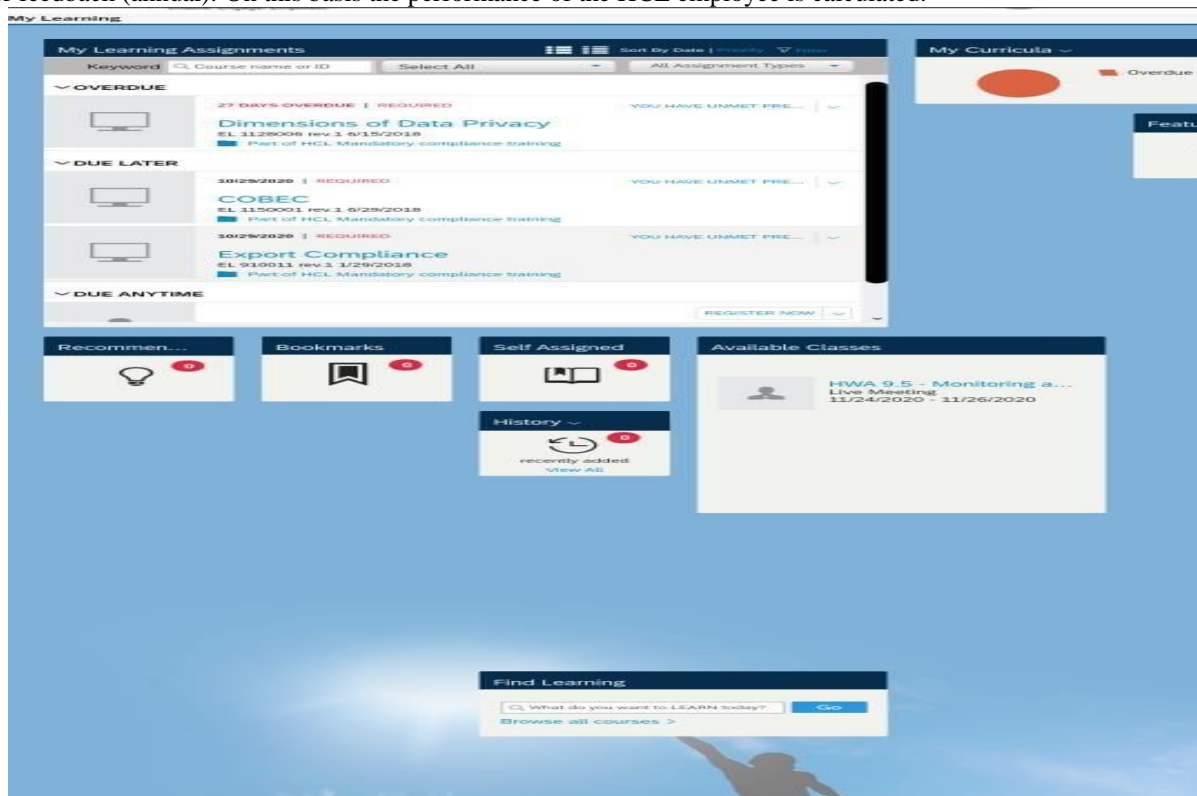 feedback (annual). On this basis the performance of the HCL employee is calculated.
My Learning
My Learning Assignments
Sort By Date | Priority
Keyword
Course name or ID
Select All
All Assignment Types
OVERDUE
27 DAYS OVERDUE | REQUIRED
YOU HAVE UNMET PRE...
Dimensions of Data Privacy
EL 1128006 rev.1 6/15/2018
Part of HCL Mandatory compliance training
DUE LATER
10/29/2020 | REQUIRED
YOU HAVE UNMET PRE...
COBEC
EL 1150001 rev.1 6/29/2018
Part of HCL Mandatory compliance training
10/29/2020 | REQUIRED
YOU HAVE UNMET PRE...
Export Compliance
EL 910011 rev.1 1/29/2018
Part of HCL Mandatory compliance training
DUE ANYTIME
REGISTER NOW
My Curricula
Overdue
Featu
Recommen...
0
Bookmarks
0
Self Assigned
0
Available Classes
HWA 9.5 - Monitoring a...
Live Meeting
11/24/2020 - 11/26/2020
History
0
recently added
View All
Find Learning
What do you want to LEARN today?
Go
Browse all courses >